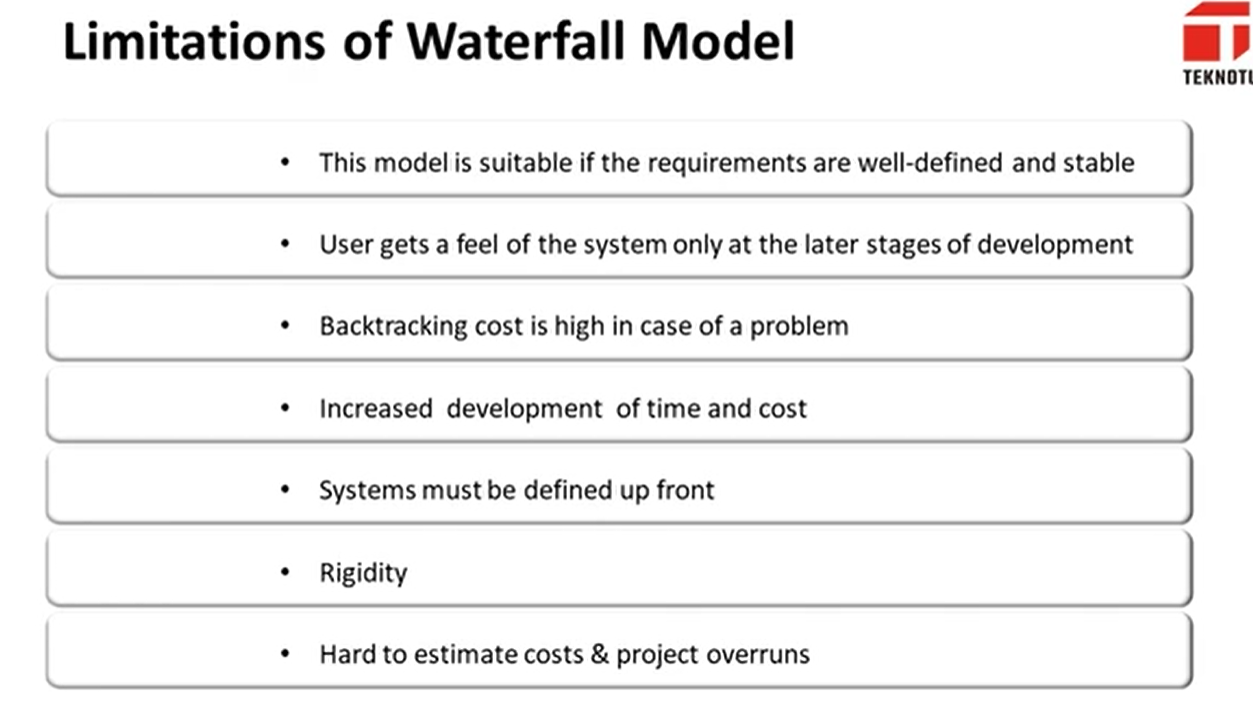 Limitations of Waterfall Model
• This model is suitable if the requirements are well-defined and stable
• User gets a feel of the system only at the later stages of development
• Backtracking cost is high in case of a problem
• Increased development of time and cost
• Systems must be defined up front
• Rigidity
• Hard to estimate costs & project overruns